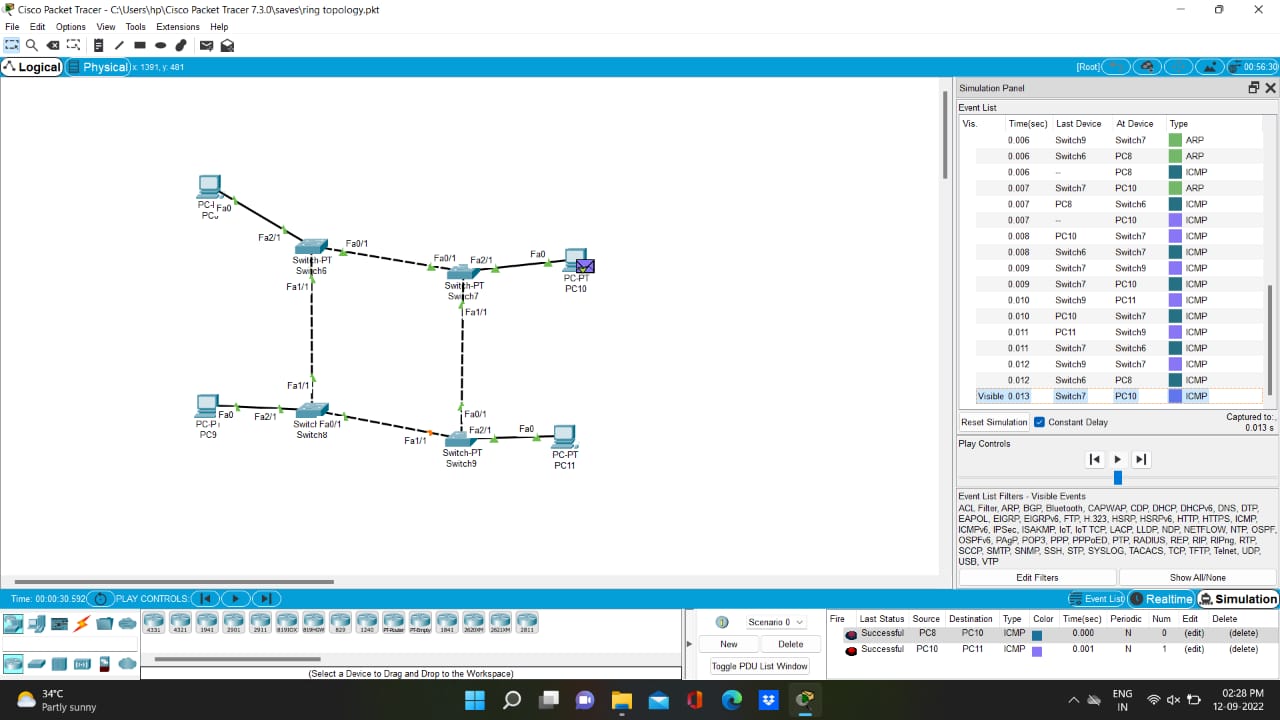 Cisco Packet Tracer - C:\Users\hp\Cisco Packet Tracer 7.3.0\saves\ring topology.pkt
File Edit Options View Tools Extensions Help
Logical Physical x: 1391, y: 481 [Root] 00:56:30
Simulation Panel
Event List
Vis. Time(sec) Last Device At Device Type
0.006 Switch9 Switch7 ARP
0.006 Switch6 PC8 ARP
0.006 -- PC8 ICMP
0.007 Switch7 PC10 ARP
0.007 PC8 Switch6 ICMP
0.007 -- PC10 ICMP
0.008 PC10 Switch7 ICMP
0.008 Switch6 Switch7 ICMP
0.009 Switch7 Switch9 ICMP
0.009 Switch7 PC10 ICMP
0.010 Switch9 PC11 ICMP
0.010 PC10 Switch7 ICMP
0.011 PC11 Switch9 ICMP
0.011 Switch7 Switch6 ICMP
0.012 Switch9 Switch7 ICMP
0.012 Switch6 PC8 ICMP
Visible 0.013 Switch7 PC10 ICMP
Reset Simulation Constant Delay Captured to:
0.013 s
Play Controls
Event List Filters - Visible Events
ACL Filter, ARP, BGP, Bluetooth, CAPWAP, CDP, DHCP, DHCPv6, DNS, DTP,
EAPOL, EIGRP, EIGRPv6, FTP, H.323, HSRP, HSRPv6, HTTP, HTTPS, ICMP,
ICMPv6, IPSec, ISAKMP, IoT, IoT TCP, LACP, LLDP, NDP, NETFLOW, NTP, OSPF,
OSPFv6, PAgP, POP3, PPP, PPPoED, PTP, RADIUS, REP, RIP, RIPng, RTP,
SCCP, SMTP, SNMP, SSH, STP, SYSLOG, TACACS, TCP, TFTP, Telnet, UDP,
USB, VTP
Edit Filters Show All/None
Fa0
Fa2/1
Fa0/1
Switch-PT
Switch6
Fa1/1
Fa0/1 Fa2/1
Fa0
Switch-PT
Switch7
PC-PT
PC10
Fa1/1
Fa1/1
Fa0
PC9
Fa2/1
Fa0/1
Switch8
Fa1/1
Fa0/1
Fa2/1
Fa0
Switch-PT
Switch9
PC-PT
PC11
Time: 00:00:30.592 PLAY CONTROLS: Event List Realtime Simulation
4331 4321 1941 2901 2911 819IOX 819HGW 829 1240 PT-Router PT-Empty 1841 2620XM 2621XM 2811
(Select a Device to Drag and Drop to the Workspace)
Scenario 0
New Delete
Toggle PDU List Window
Fire Last Status Source Destination Type Color Time(sec) Periodic Num Edit Delete
Successful PC8 PC10 ICMP 0.000 N 0 (edit) (delete)
Successful PC10 PC11 ICMP 0.001 N 1 (edit) (delete)
34°C
Partly sunny
ENG
IN
02:28 PM
12-09-2022